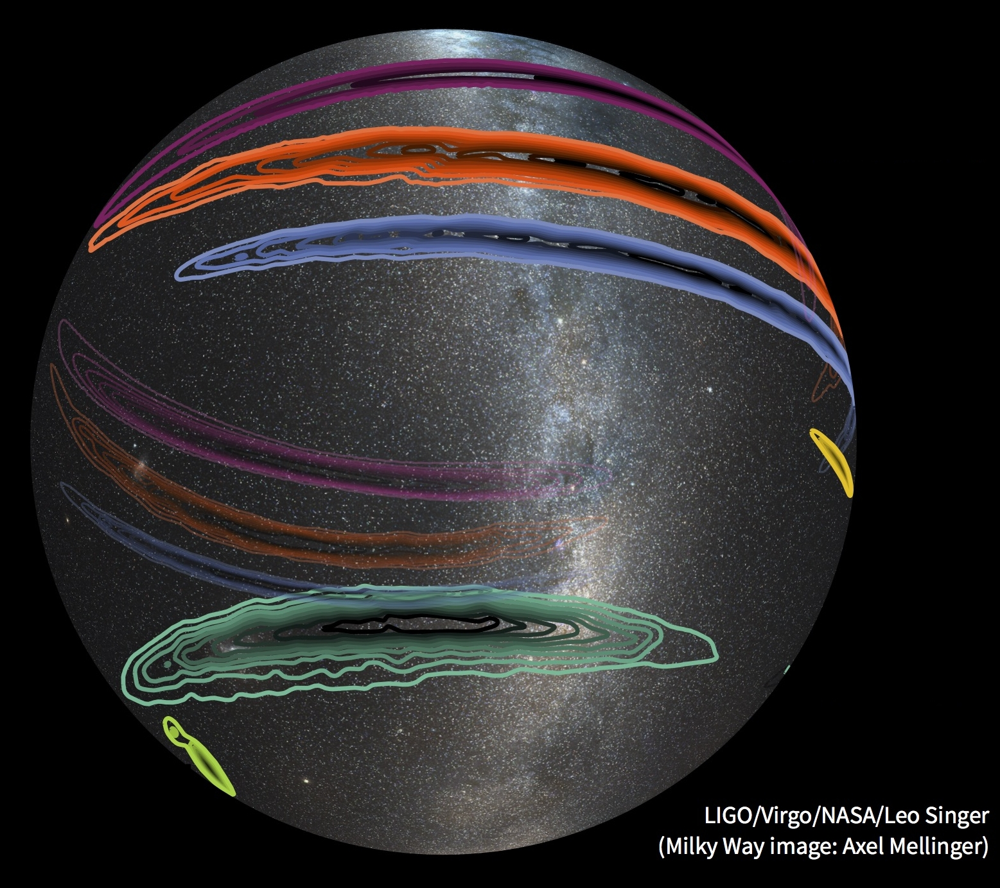 LIGO/Virgo/NASA/Leo Singer
(Milky Way image: Axel Mellinger)